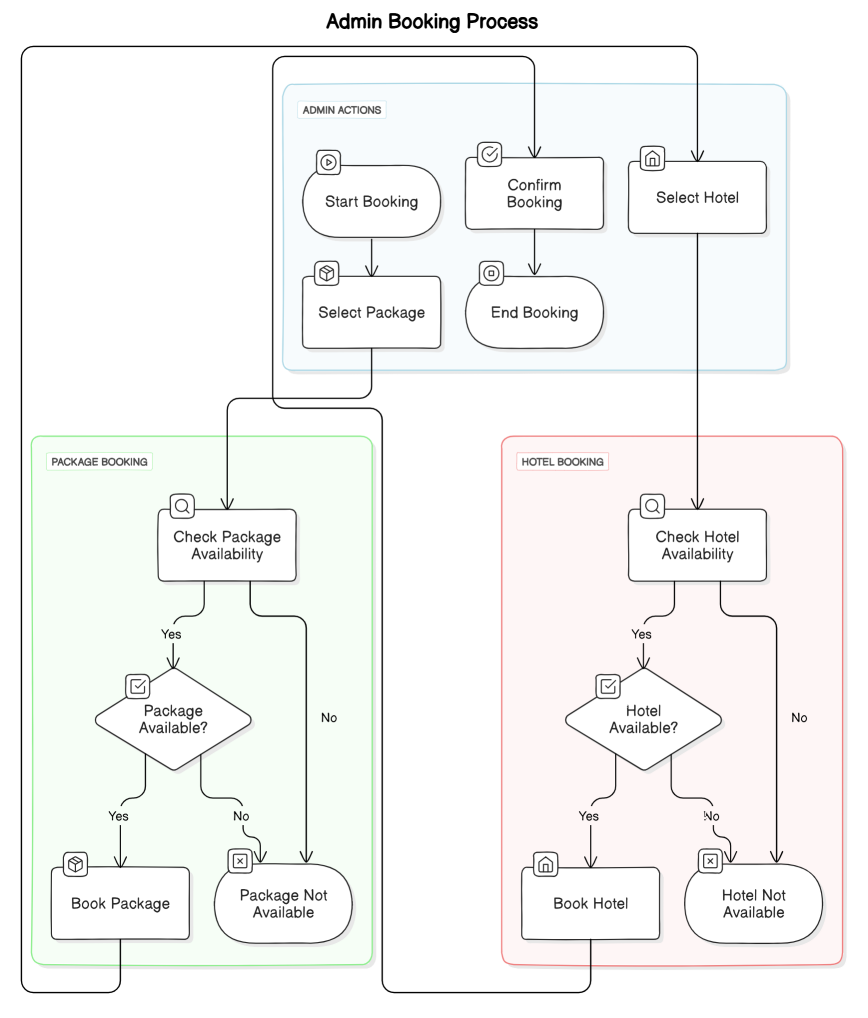 Admin Booking Process
ADMIN ACTIONS
Start Booking
Confirm
Booking
Select Hotel
Select Package
End Booking
PACKAGE BOOKING
Check Package
Availability
Yes
No
Package
Available?
Yes
No
Book Package
Package Not
Available
HOTEL BOOKING
Check Hotel
Availability
Yes
No
Hotel
Available?
Yes
No
Book Hotel
Hotel Not
Available